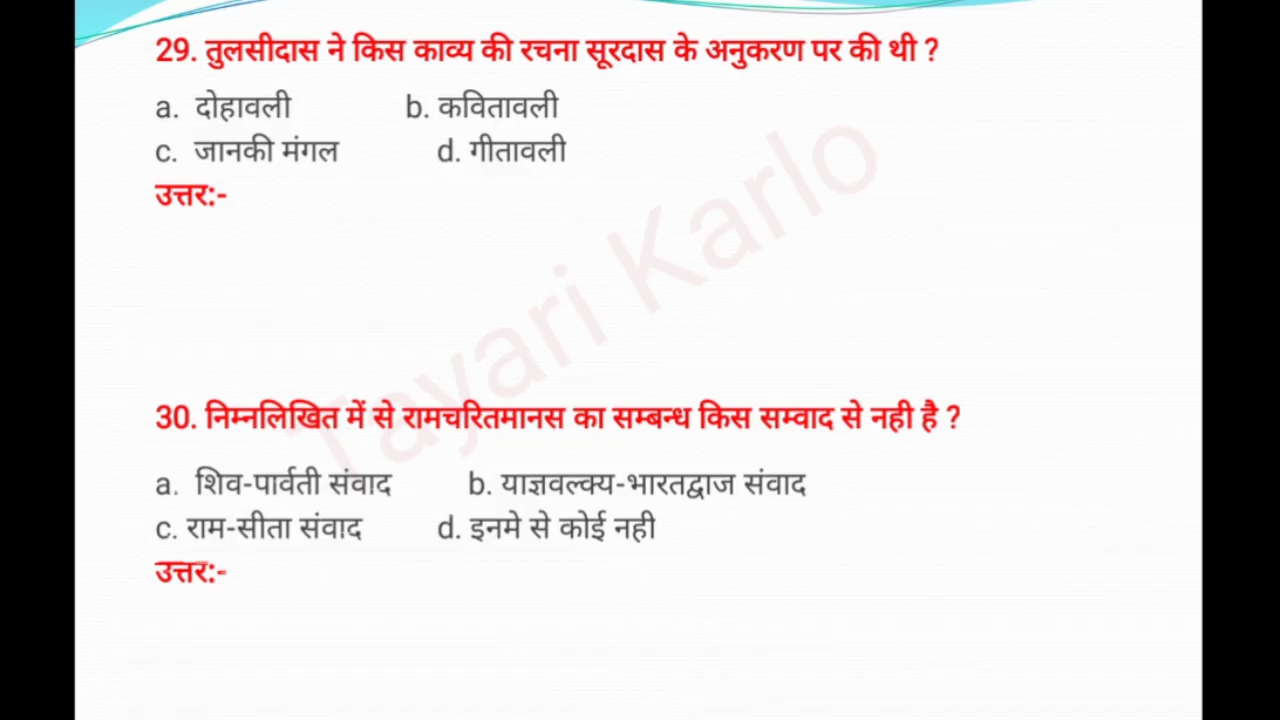 29. तुलसीदास ने किस काव्य की रचना सूरदास के अनुकरण पर की थी ?
a. दोहावली b. कवितावली
c. जानकी मंगल d. गीतावली
उत्तर:-
Tayari Karlo
30. निम्नलिखित में से रामचरितमानस का सम्बन्ध किस सम्वाद से नही है ?
a. शिव-पार्वती संवाद b. याज्ञवल्क्य-भारतद्वाज संवाद
c. राम-सीता संवाद d. इनमे से कोई नही
उत्तर:-